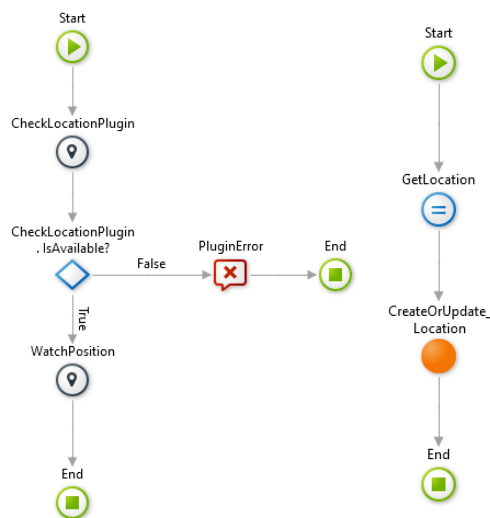 Start
CheckLocationPlugin
CheckLocationPlugin
. IsAvailable?
False
PluginError
End
True
WatchPosition
End
Start
GetLocation
CreateOrUpdate_
Location
End